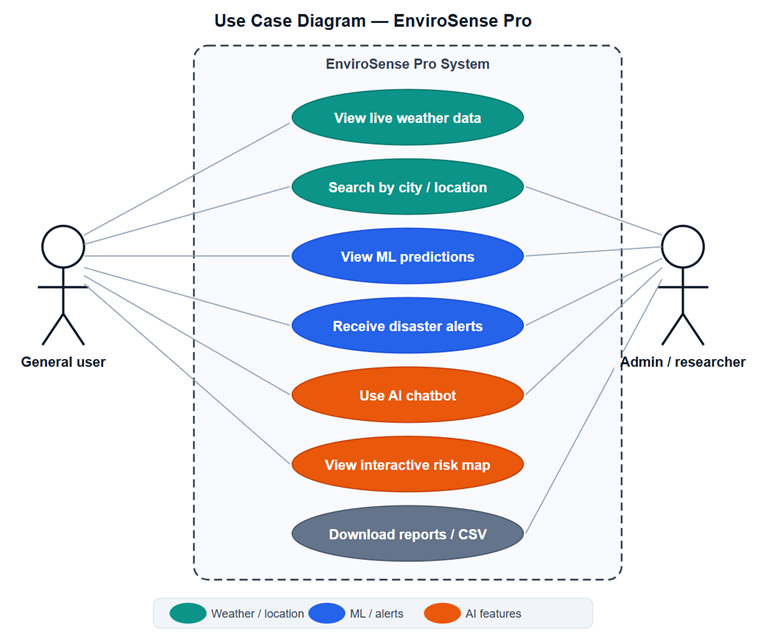 Use Case Diagram — EnviroSense Pro
EnviroSense Pro System
View live weather data
Search by city / location
View ML predictions
Receive disaster alerts
General user
Admin / researcher
Use AI chatbot
View interactive risk map
Download reports / CSV
Weather / location
ML / alerts
AI features